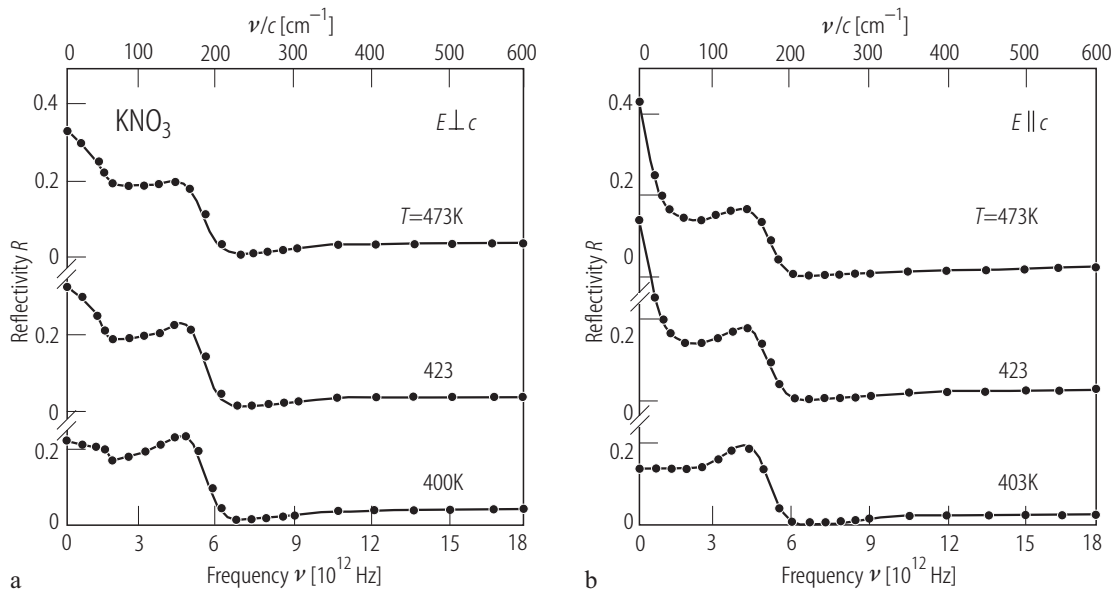 ν/c [cm⁻¹]
0 100 200 300 400 500 600
KNO₃
E⊥c
Reflectivity R
0.4
0.2
T=473K
0
0.2
423
0
0.2
400K
0
0 3 6 9 12 15 18
Frequency ν [10¹² Hz]
a
ν/c [cm⁻¹]
0 100 200 300 400 500 600
E||c
Reflectivity R
0.4
0.2
T=473K
0
0.2
423
0
0.2
403K
0
0 3 6 9 12 15 18
Frequency ν [10¹² Hz]
b